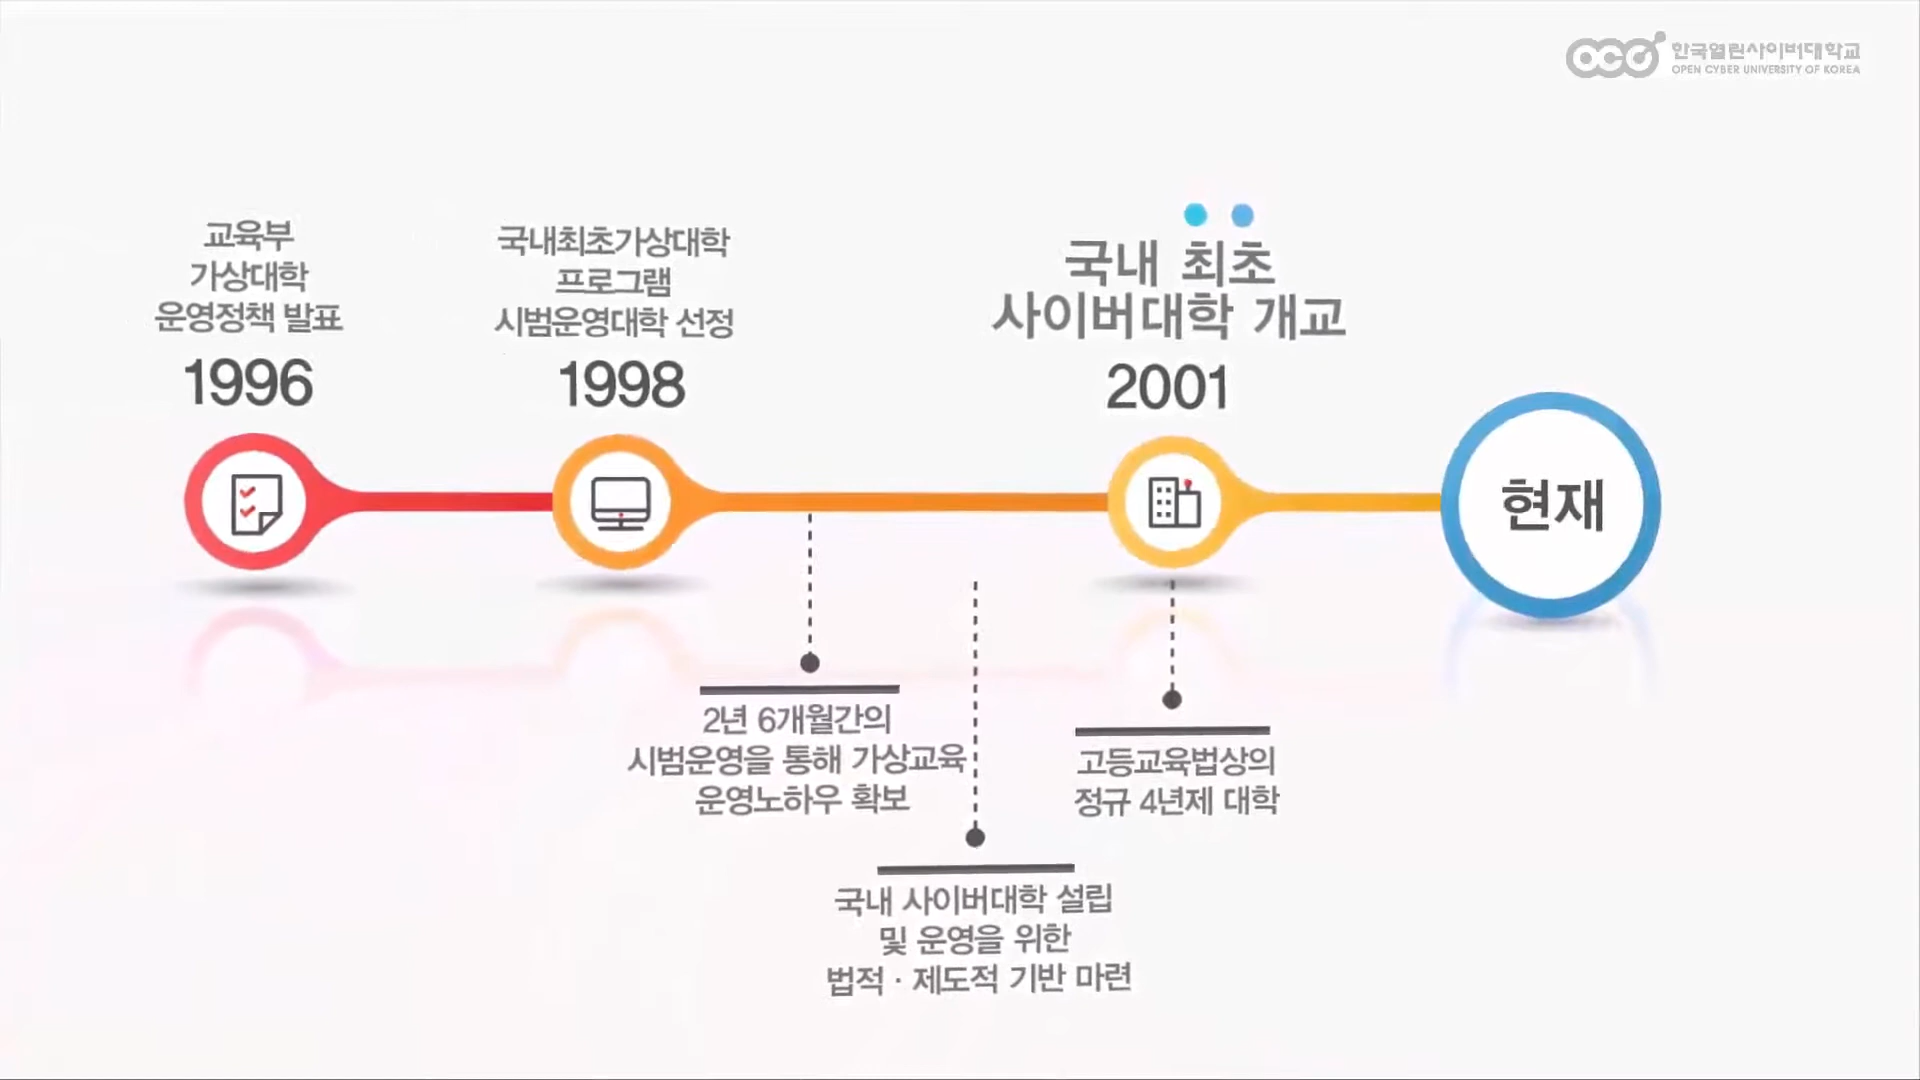 한국열린사이버대학교
OPEN CYBER UNIVERSITY OF KOREA
교육부
가상대학
운영정책 발표
1996
국내최초가상대학
프로그램
시범운영대학 선정
1998
국내 최초
사이버대학 개교
2001
현재
2년 6개월간의
시범운영을 통해 가상교육
운영노하우 확보
고등교육법상의
정규 4년제 대학
국내 사이버대학 설립
및 운영을 위한
법적 · 제도적 기반 마련